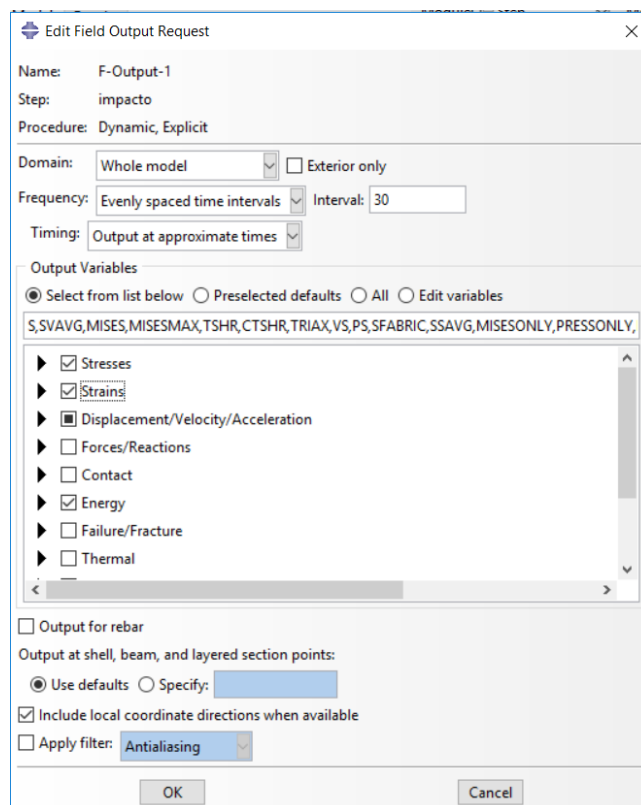 Edit Field Output Request
Name: F-Output-1
Step: impacto
Procedure: Dynamic, Explicit
Domain: Whole model Exterior only
Frequency: Evenly spaced time intervals Interval: 30
Timing: Output at approximate times
Output Variables
Select from list below Preselected defaults All Edit variables
S,SVAVG,MISES,MISESMAX,TSHR,CTSHR,TRIAX,VS,PS,SFABRIC,SSAVG,MISESONLY,PRESSONLY,
Stresses
Strains
Displacement/Velocity/Acceleration
Forces/Reactions
Contact
Energy
Failure/Fracture
Thermal
Output for rebar
Output at shell, beam, and layered section points:
Use defaults Specify:
Include local coordinate directions when available
Apply filter: Antialiasing
OK Cancel